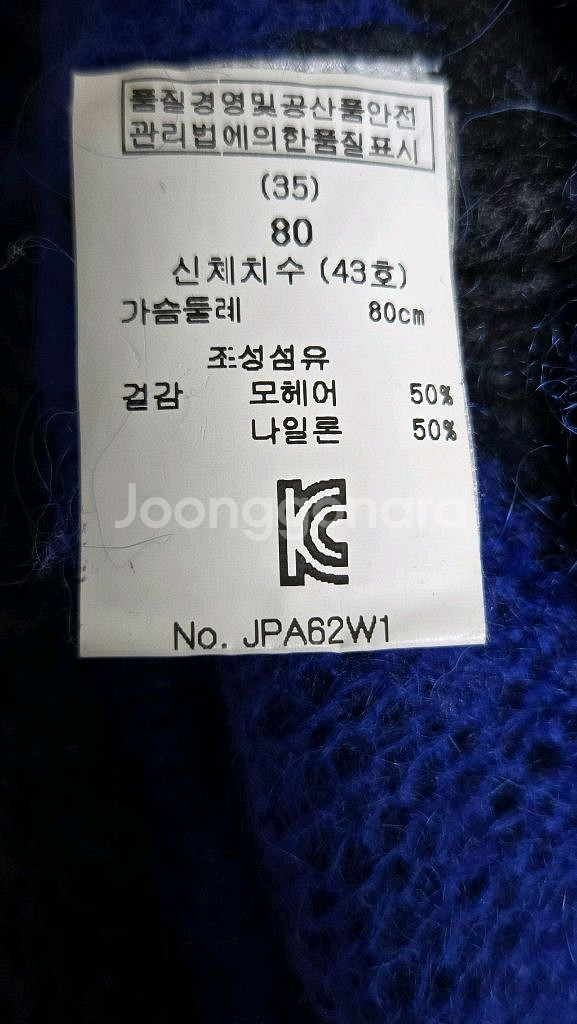 품질경영및공산품안전
관리법에의한품질표시
(35)
80
신체치수 (43호)
가슴둘레 80cm
조성섬유
겉감 모헤어 50%
나일론 50%
KC
Joonggonara
No. JPA62W1